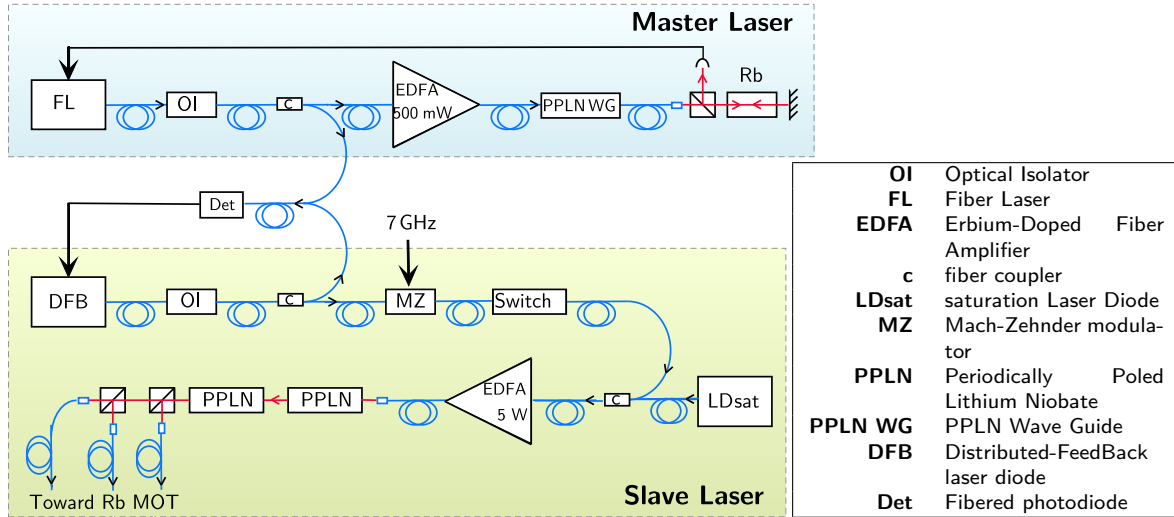 Master Laser
FL
OI
c
EDFA
500 mW
PPLN WG
Rb
Det
7 GHz
DFB
OI
c
MZ
Switch
PPLN
PPLN
EDFA
5 W
c
LDsat
Toward Rb MOT
Slave Laser
OI Optical Isolator
FL Fiber Laser
EDFA Erbium-Doped Fiber
Amplifier
c fiber coupler
LDsat saturation Laser Diode
MZ Mach-Zehnder modula-
tor
PPLN Periodically Poled
Lithium Niobate
PPLN WG PPLN Wave Guide
DFB Distributed-FeedBack
laser diode
Det Fibered photodiode